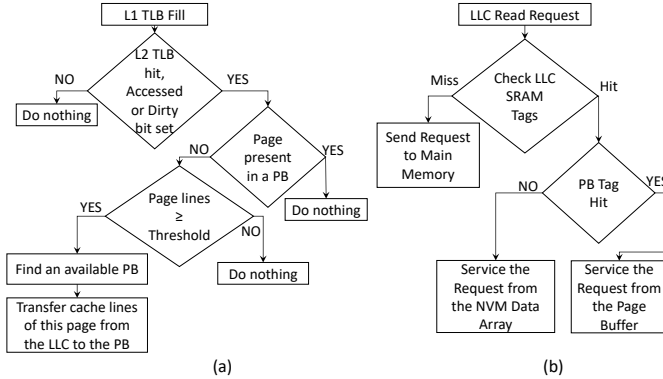 L1 TLB Fill
L2 TLB
hit,
Accessed
or Dirty
bit set
NO
YES
Do nothing
Page
present
in a PB
NO
YES
Do nothing
Page lines
≥
Threshold
YES
NO
Do nothing
Find an available PB
Transfer cache lines
of this page from
the LLC to the PB
(a)
LLC Read Request
Check LLC
SRAM
Tags
Miss
Hit
Send Request
to Main
Memory
PB Tag
Hit
NO
YES
Service the
Request from
the NVM Data
Array
Service the
Request from
the Page
Buffer
(b)